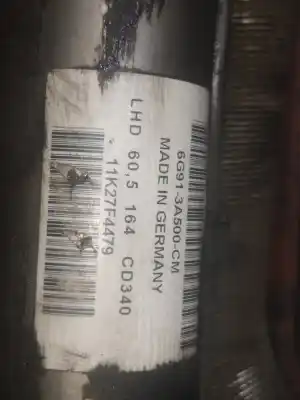 6G91-3A500-CM
MADE IN GERMANY
LHD 60,5 164 CD340
* 11K27F4479